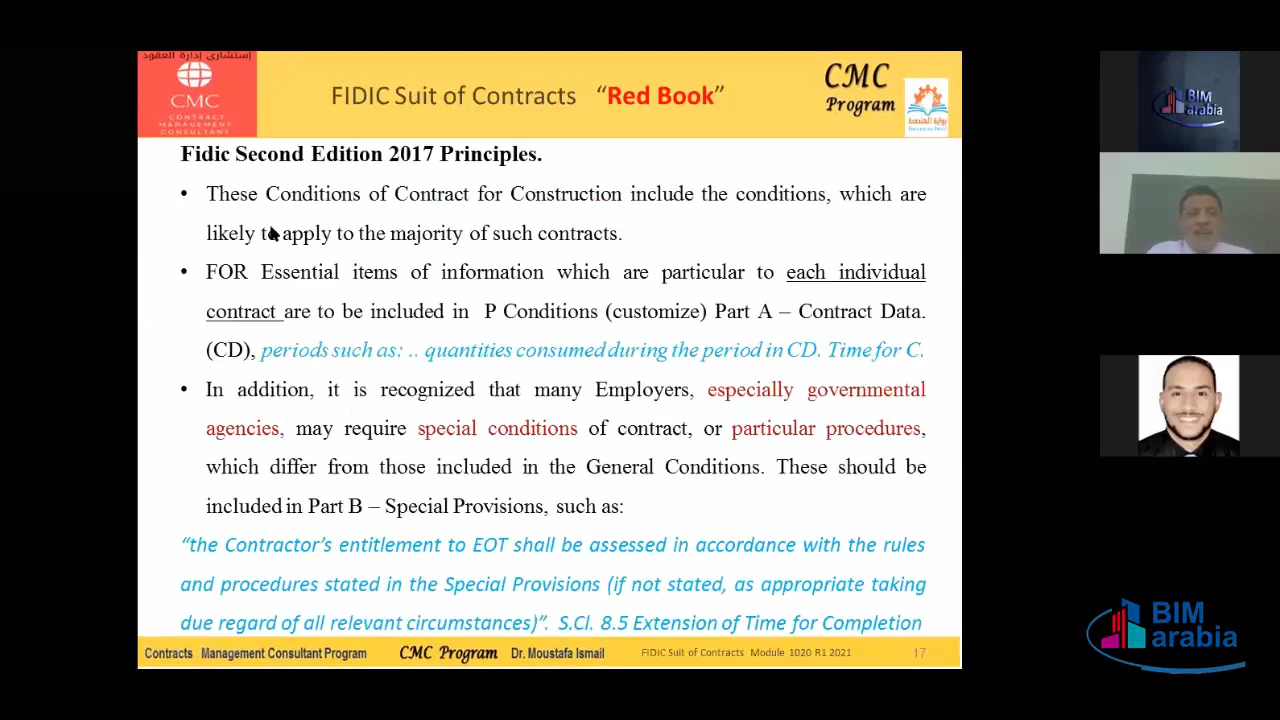 إستشاري إدارة العقود
CMC
CONTRACT
MANAGEMENT
CONSULTANT
FIDIC Suit of Contracts “Red Book”
CMC
Program
بوابة الهندسة
Fidic Second Edition 2017 Principles.
• These Conditions of Contract for Construction include the conditions, which are
likely to apply to the majority of such contracts.
• FOR Essential items of information which are particular to each individual
contract are to be included in P Conditions (customize) Part A – Contract Data.
(CD), periods such as: .. quantities consumed during the period in CD. Time for C.
• In addition, it is recognized that many Employers, especially governmental
agencies, may require special conditions of contract, or particular procedures,
which differ from those included in the General Conditions. These should be
included in Part B – Special Provisions, such as:
“the Contractor’s entitlement to EOT shall be assessed in accordance with the rules
and procedures stated in the Special Provisions (if not stated, as appropriate taking
due regard of all relevant circumstances)”. S.Cl. 8.5 Extension of Time for Completion
Contracts Management Consultant Program CMC Program Dr. Moustafa Ismail FIDIC Suit of Contracts Module 1020 R1 2021 17
BIM
arabia
BIM
arabia